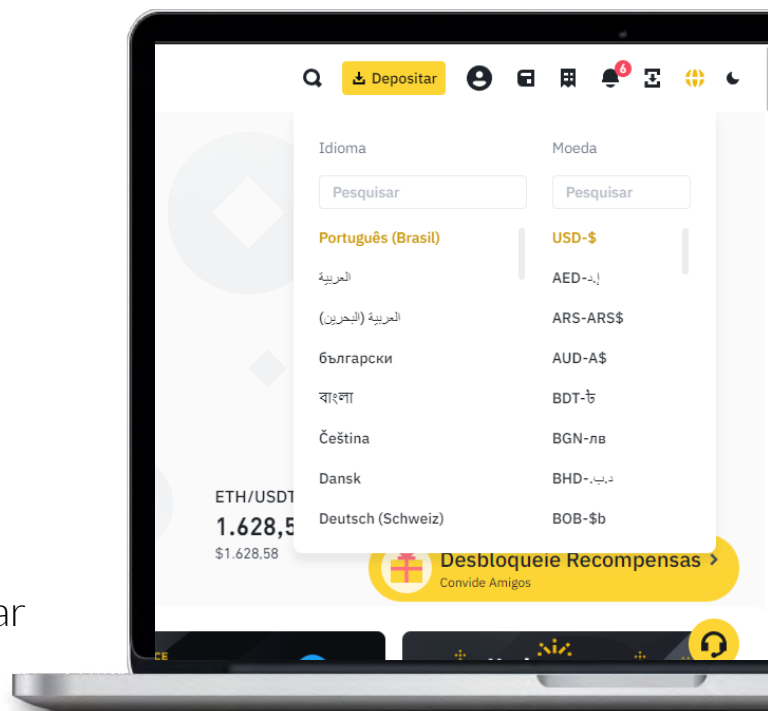 6
Depositar
Idioma
Moeda
Pesquisar
Pesquisar
Português (Brasil)
USD-$
العربية
AED-د.إ
العربية (البحرين)
ARS-ARS$
български
AUD-A$
বাংলা
BDT-৳
Čeština
BGN-лв
Dansk
BHD-.د.ب
Deutsch (Schweiz)
BOB-$b
ETH/USDT
1.628,5
$1.628,58
Desbloqueie Recompensas
Convide Amigos
ar
CE